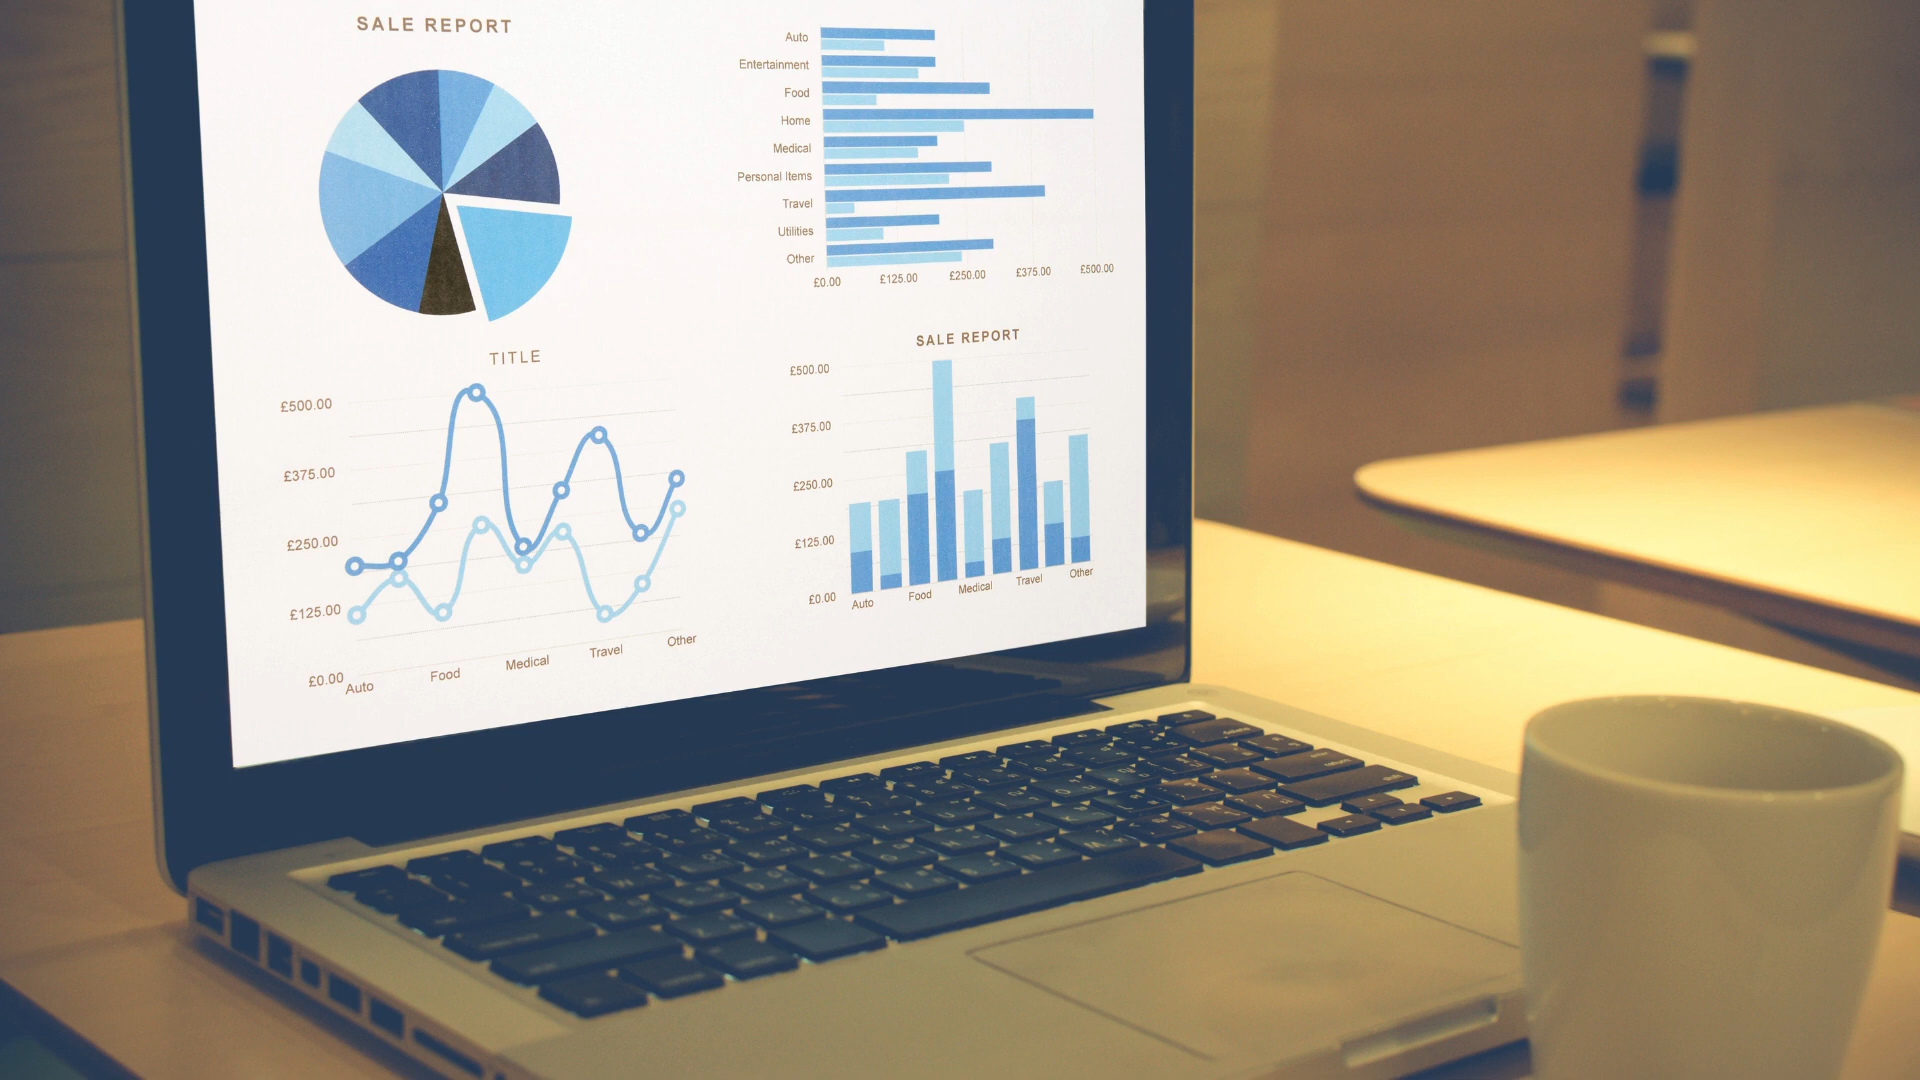 SALE REPORT
Auto
Entertainment
Food
Home
Medical
Personal Items
Travel
Utilities
Other
£0.00 £125.00 £250.00 £375.00 £500.00
TITLE
£500.00
£375.00
£250.00
£125.00
£0.00
Auto Food Medical Travel Other
SALE REPORT
£500.00
£375.00
£250.00
£125.00
£0.00
Auto Food Medical Travel Other